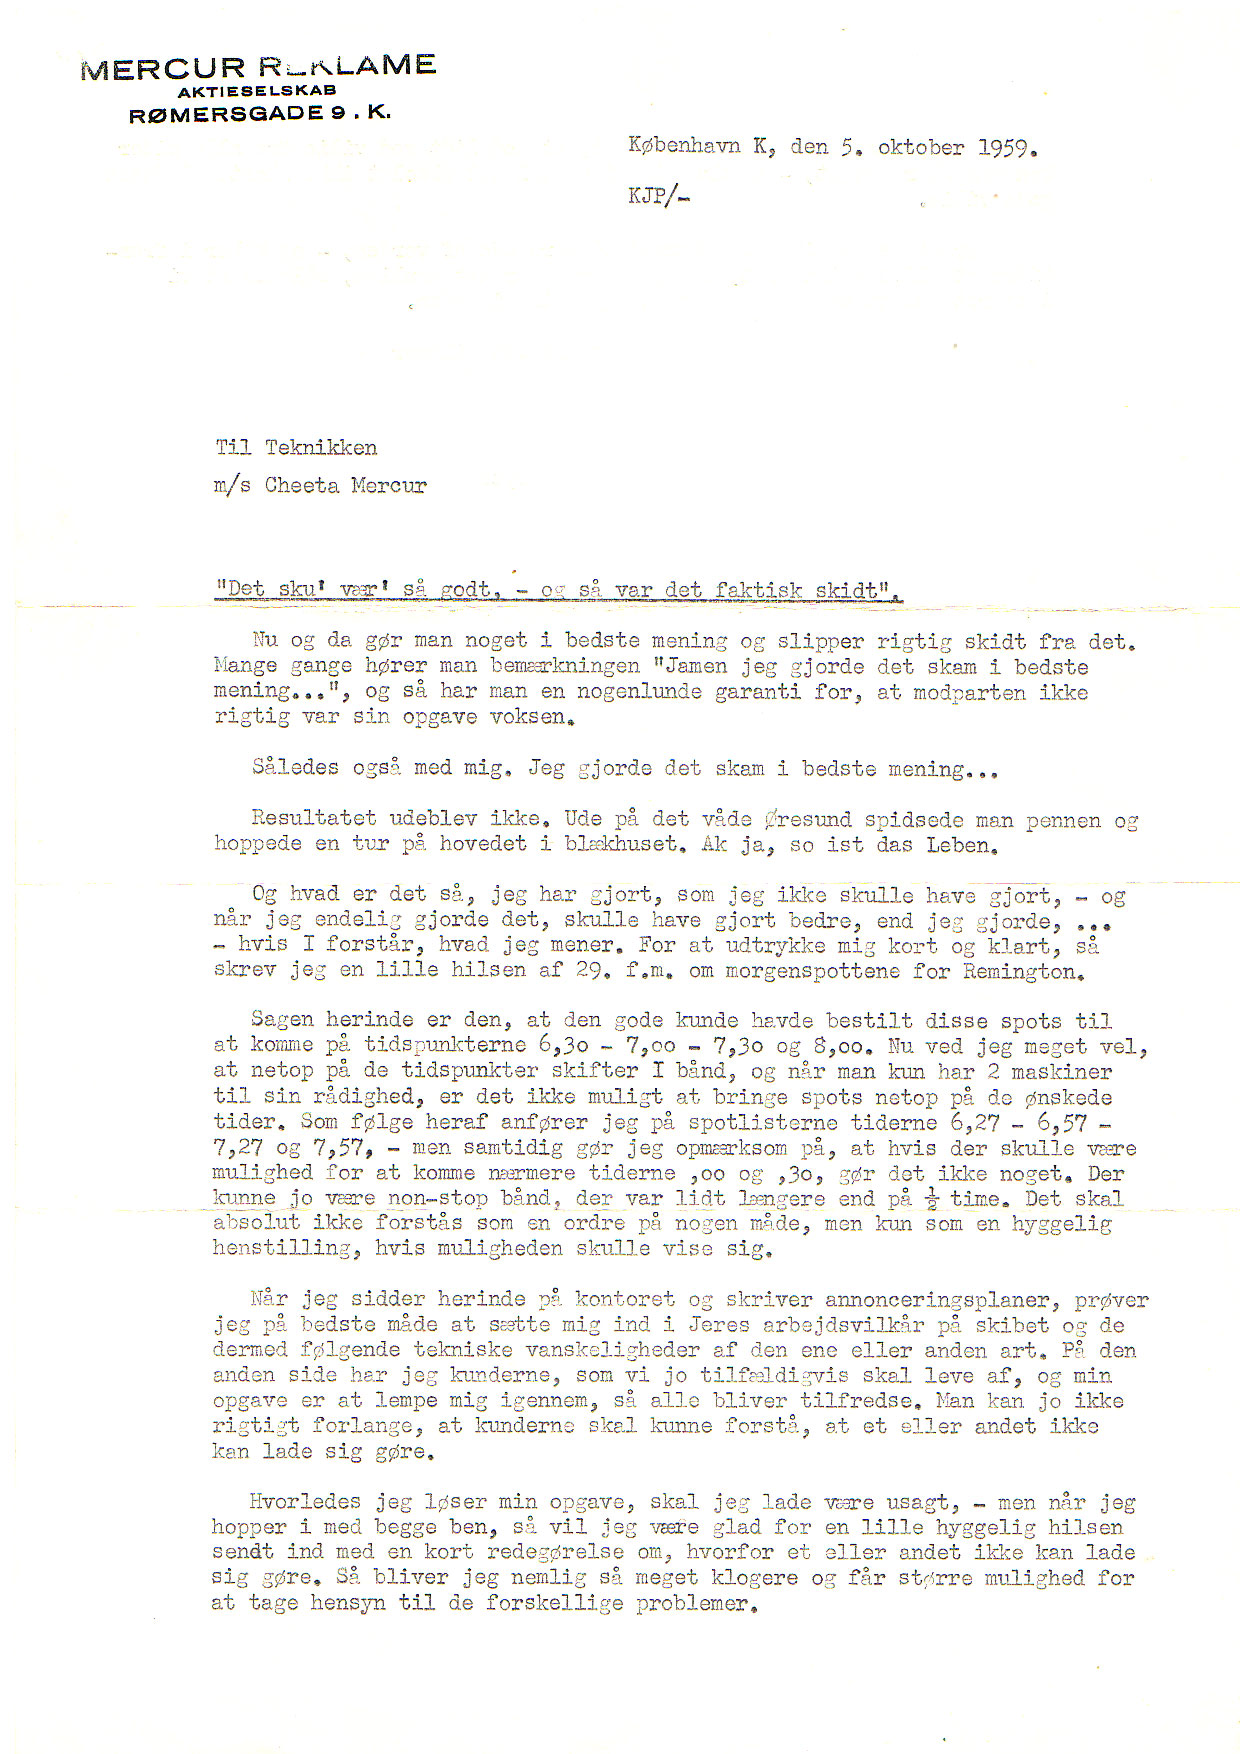 MERCUR REKLAME
AKTIESELSKAB
RØMERSGADE 9 . K.
København K, den 5. oktober 1959.
KJP/-
Til Teknikken
m/s Cheeta Mercur
"Det sku' vær' så godt, - og så var det faktisk skidt".
Nu og da gør man noget i bedste mening og slipper rigtig skidt fra det.
Mange gange hører man bemærkningen "Jamen jeg gjorde det skam i bedste
mening...", og så har man en nogenlunde garanti for, at modparten ikke
rigtig var sin opgave voksen.
Således også med mig. Jeg gjorde det skam i bedste mening...
Resultatet udeblev ikke. Ude på det våde Øresund spidsede man pennen og
hoppede en tur på hovedet i blækhuset. Ak ja, so ist das Leben.
Og hvad er det så, jeg har gjort, som jeg ikke skulle have gjort, - og
når jeg endelig gjorde det, skulle have gjort bedre, end jeg gjorde, ...
- hvis I forstår, hvad jeg mener. For at udtrykke mig kort og klart, så
skrev jeg en lille hilsen af 29. f.m. om morgenspottene for Remington.
Sagen herinde er den, at den gode kunde havde bestilt disse spots til
at komme på tidspunkterne 6,3o - 7,oo - 7,3o og 8,oo. Nu ved jeg meget vel,
at netop på de tidspunkter skifter I bånd, og når man kun har 2 maskiner
til sin rådighed, er det ikke muligt at bringe spots netop på de ønskede
tider. Som følge heraf anfører jeg på spotlisterne tiderne 6,27 - 6,57 -
7,27 og 7,57, - men samtidig gør jeg opmærksom på, at hvis der skulle være
mulighed for at komme nærmere tiderne ,oo og ,3o, gør det ikke noget. Der
kunne jo være non-stop bånd, der var lidt længere end på ½ time. Det skal
absolut ikke forstås som en ordre på nogen måde, men kun som en hyggelig
henstilling, hvis muligheden skulle vise sig.
Når jeg sidder herinde på kontoret og skriver annonceringsplaner, prøver
jeg på bedste måde at sætte mig ind i Jeres arbejdsvilkår på skibet og de
dermed følgende tekniske vanskeligheder af den ene eller anden art. På den
anden side har jeg kunderne, som vi jo tilfældigvis skal leve af, og min
opgave er at lempe mig igennem, så alle bliver tilfredse. Man kan jo ikke
rigtigt forlange, at kunderne skal kunne forstå, at et eller andet ikke
kan lade sig gøre.
Hvorledes jeg løser min opgave, skal jeg lade være usagt, - men når jeg
hopper i med begge ben, så vil jeg være glad for en lille hyggelig hilsen
sendt ind med en kort redegørelse om, hvorfor et eller andet ikke kan lade
sig gøre. Så bliver jeg nemlig så meget klogere og får større mulighed for
at tage hensyn til de forskellige problemer.